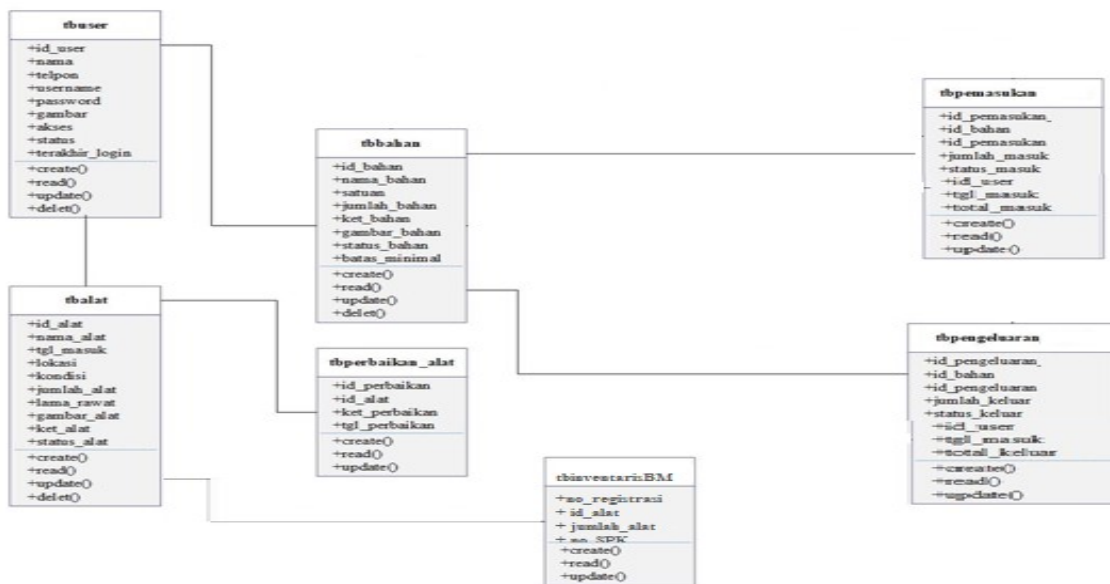 tbuser
+id_user
+nama
+telpon
+username
+password
+gambar
+akses
+status
+terakhir_login
+create()
+read()
+update()
+delet()
tbbahan
+id_bahan
+nama_bahan
+satuan
+jumlah_bahan
+ket_bahan
+gambar_bahan
+status_bahan
+batas_minimal
+create()
+read()
+update()
+delet()
tbpemasukan
+id_pemasukan_
+id_bahan
+id_pemasukan
+jumlah_masuk
+status_masuk
+id_user
+tgl_masuk
+total_masuk
+create()
+read()
+update()
tbalat
+id_alat
+nama_alat
+tgl_masuk
+lokasi
+kondisi
+jumlah_alat
+lama_rawat
+gambar_alat
+ket_alat
+status_alat
+create()
+read()
+update()
+delet()
tbperbaikan_alat
+id_perbaikan
+id_alat
+ket_perbaikan
+tgl_perbaikan
+create()
+read()
+update()
tbpengeluaran
+id_pengeluaran_
+id_bahan
+id_pengeluaran
+jumlah_keluar
+status_keluar
+id_user
+tgl_masuk
+total_keluar
+create()
+read()
+update()
tbinventarisBM
+no_registrasi
+ id_alat
+ jumlah_alat
+ no_SPK
+create()
+read()
+update()